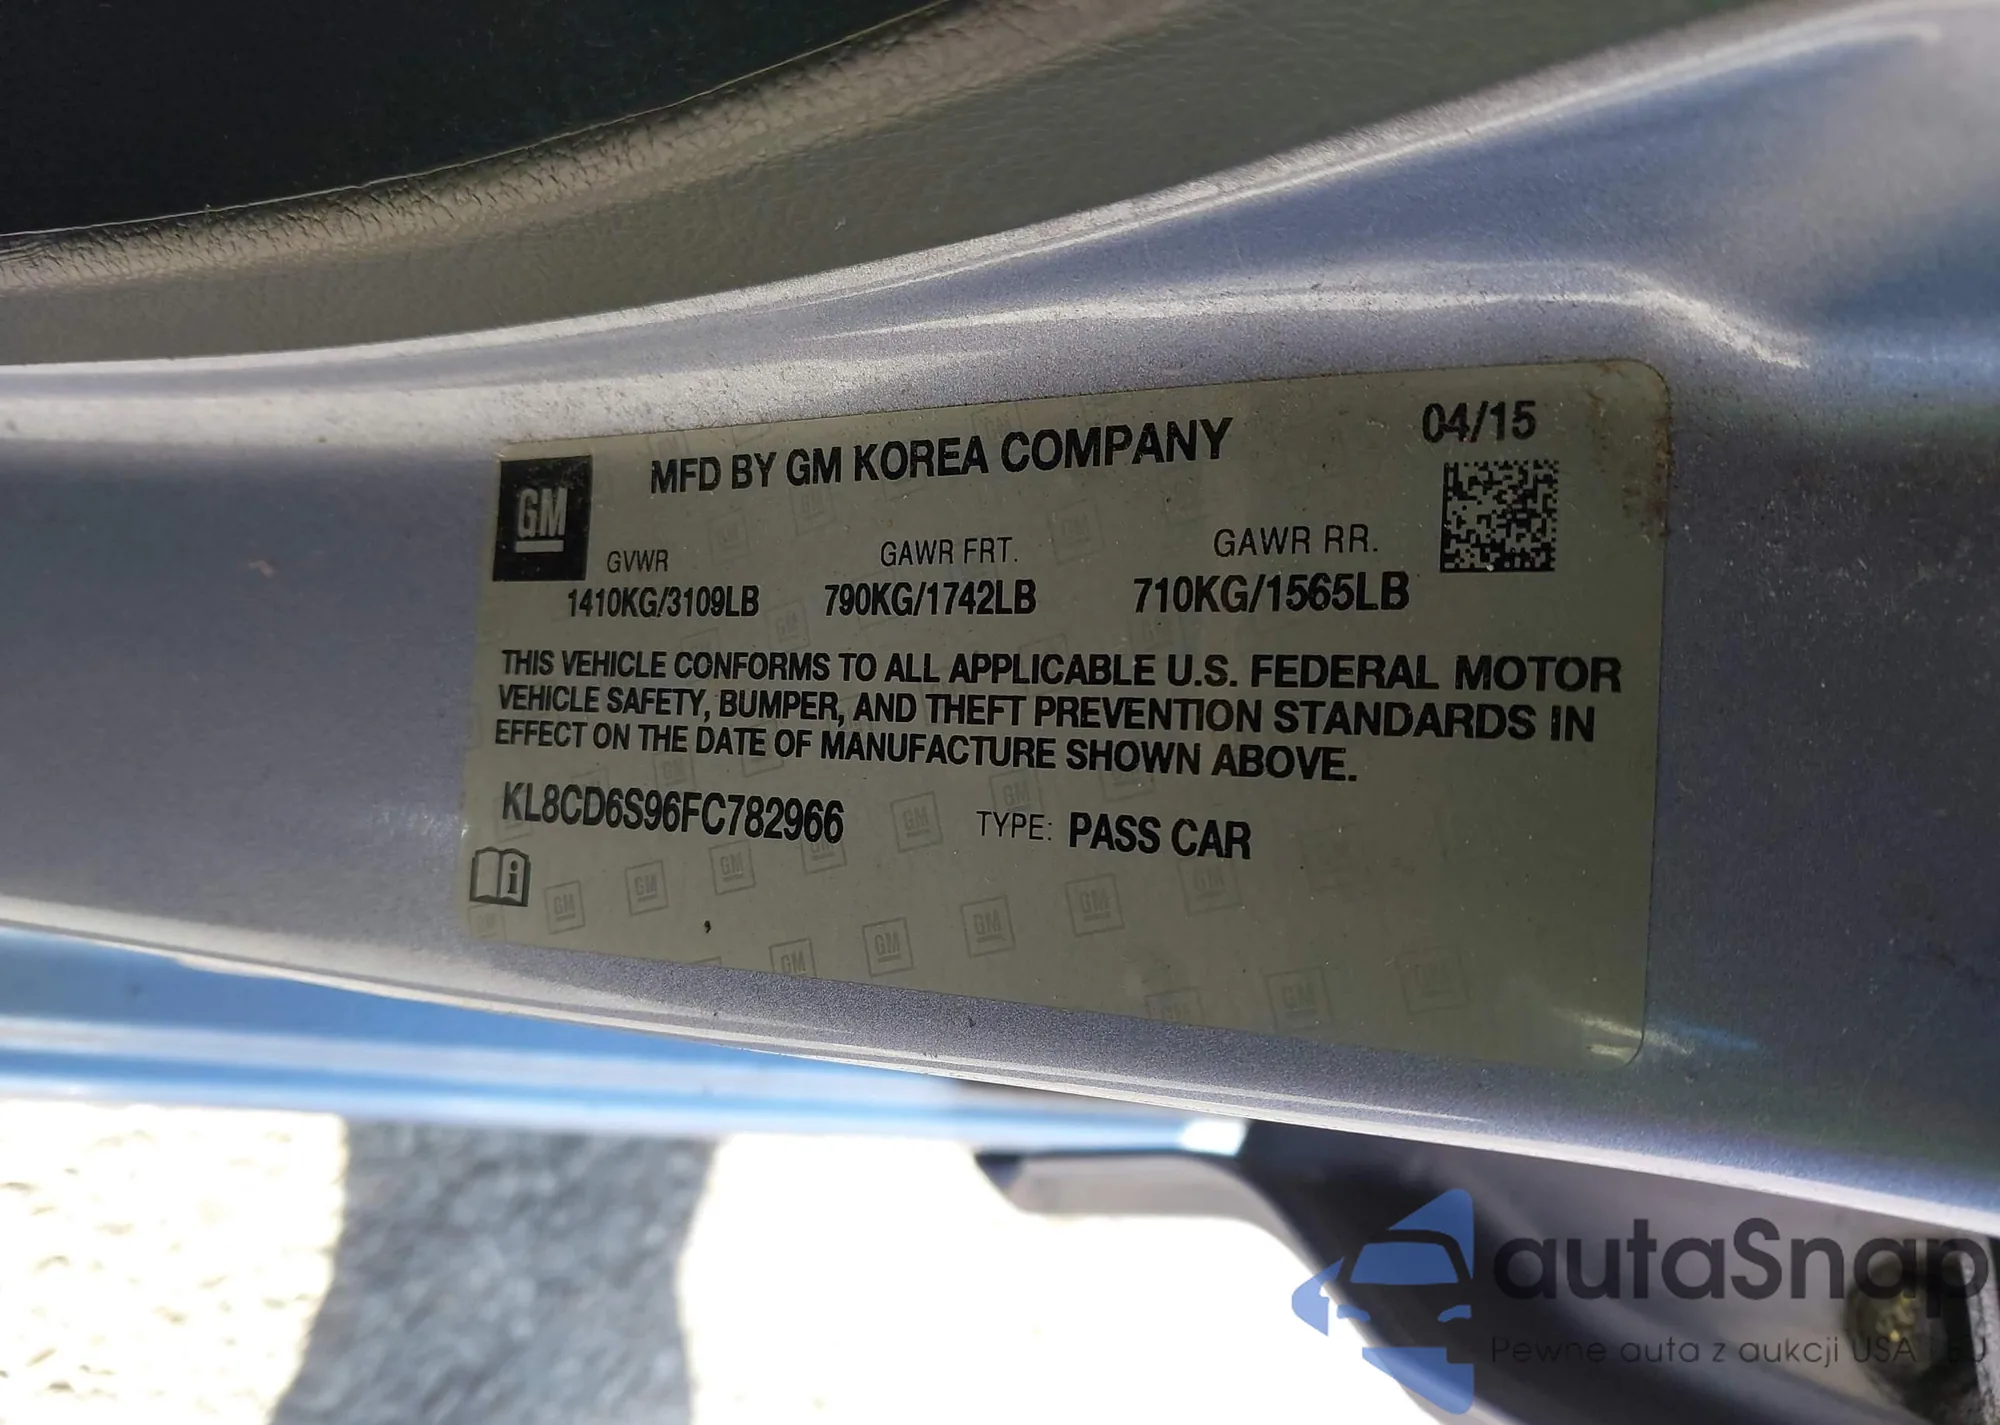 MFD BY GM KOREA COMPANY 04/15
GM
GVWR GAWR FRT. GAWR RR.
1410KG/3109LB 790KG/1742LB 710KG/1565LB
THIS VEHICLE CONFORMS TO ALL APPLICABLE U.S. FEDERAL MOTOR
VEHICLE SAFETY, BUMPER, AND THEFT PREVENTION STANDARDS IN
EFFECT ON THE DATE OF MANUFACTURE SHOWN ABOVE.
KL8CD6S96FC782966 TYPE: PASS CAR
autaSnap
Pewne auta z aukcji USA i EU